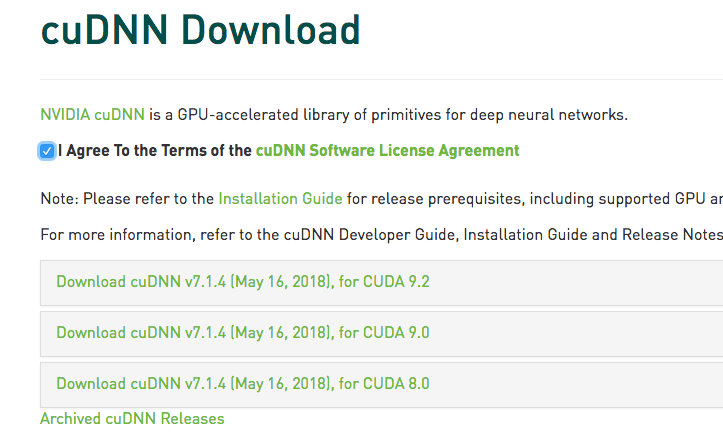 cuDNN Download
NVIDIA cuDNN is a GPU-accelerated library of primitives for deep neural networks.
I Agree To the Terms of the cuDNN Software License Agreement
Note: Please refer to the Installation Guide for release prerequisites, including supported GPU
For more information, refer to the cuDNN Developer Guide, Installation Guide and Release Notes
Download cuDNN v7.1.4 (May 16, 2018), for CUDA 9.2
Download cuDNN v7.1.4 (May 16, 2018), for CUDA 9.0
Download cuDNN v7.1.4 (May 16, 2018), for CUDA 8.0
Archived cuDNN Releases